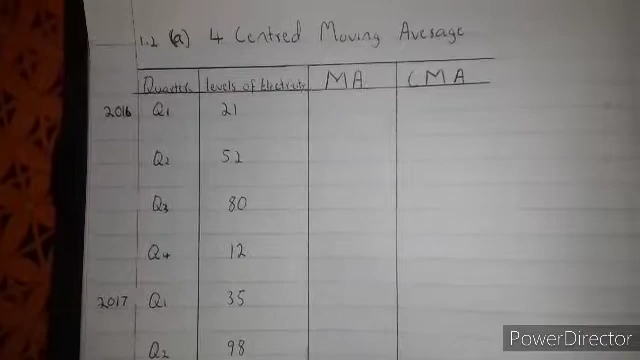 1.2 (a) 4 Centred Moving Average
Quarter levels of Electricity MA CMA
2016 Q1 21
Q2 52
Q3 80
Q4 12
2017 Q1 35
Q2 98
PowerDirector